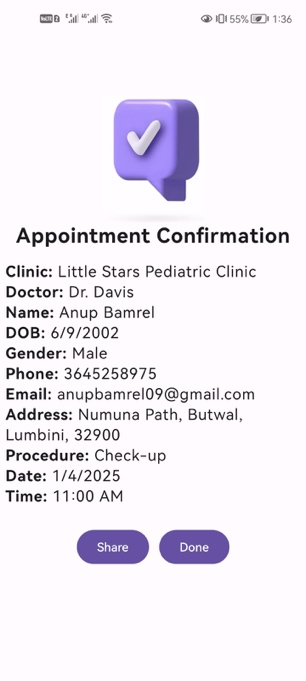 55% 1:36
Appointment Confirmation
Clinic: Little Stars Pediatric Clinic
Doctor: Dr. Davis
Name: Anup Bamrel
DOB: 6/9/2002
Gender: Male
Phone: 3645258975
Email: anupbamrel09@gmail.com
Address: Numuna Path, Butwal,
Lumbini, 32900
Procedure: Check-up
Date: 1/4/2025
Time: 11:00 AM
Share Done